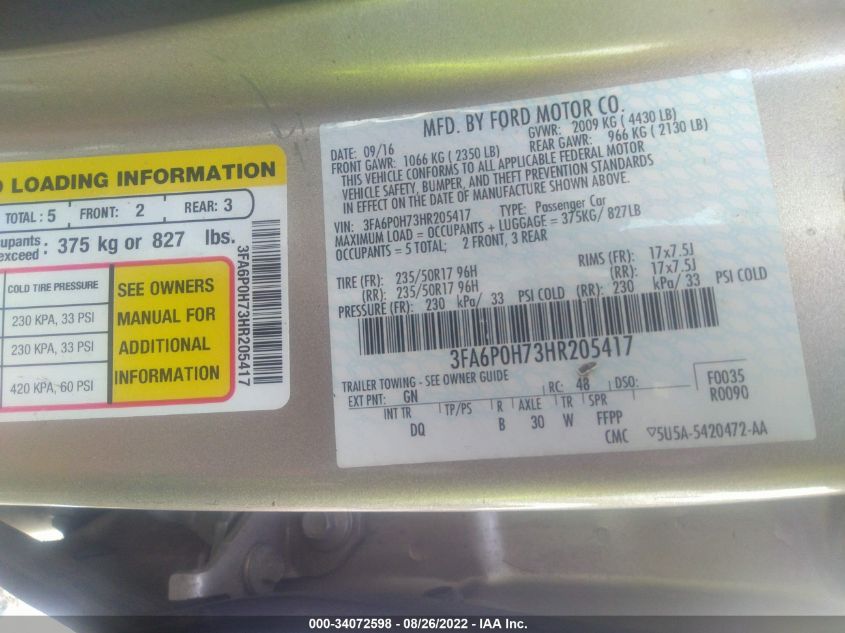 D LOADING INFORMATION
TOTAL : 5 FRONT: 2 REAR: 3
cupants exceed: 375 kg or 827 lbs.
COLD TIRE PRESSURE
230 KPA, 33 PSI
230 KPA, 33 PSI
420 KPA, 60 PSI
SEE OWNERS
MANUAL FOR
ADDITIONAL
INFORMATION
3FA6P0H73HR205417
MFD. BY FORD MOTOR CO.
DATE: 09/16 GVWR: 2009 KG ( 4430 LB)
FRONT GAWR: 1066 KG ( 2350 LB) REAR GAWR: 966 KG ( 2130 LB)
THIS VEHICLE CONFORMS TO ALL APPLICABLE FEDERAL MOTOR
VEHICLE SAFETY, BUMPER, AND THEFT PREVENTION STANDARDS
IN EFFECT ON THE DATE OF MANUFACTURE SHOWN ABOVE.
VIN: 3FA6P0H73HR205417 TYPE: Passenger Car
MAXIMUM LOAD = OCCUPANTS + LUGGAGE = 375KG/ 827LB
OCCUPANTS = 5 TOTAL; 2 FRONT, 3 REAR
TIRE (FR): 235/50R17 96H RIMS (FR): 17x7.5J
(RR): 235/50R17 96H (RR): 17x7.5J
PRESSURE (FR): 230 kPa/ 33 PSI COLD (RR): 230 kPa/ 33 PSI COLD
3FA6P0H73HR205417
TRAILER TOWING - SEE OWNER GUIDE
EXT PNT: GN RC: 48 DSO:
INT TR TP/PS R AXLE TR SPR
DQ B 30 W FFPP
CMC
F0035
R0090
5U5A-5420472-AA
000-34072598 - 08/26/2022 - IAA Inc.